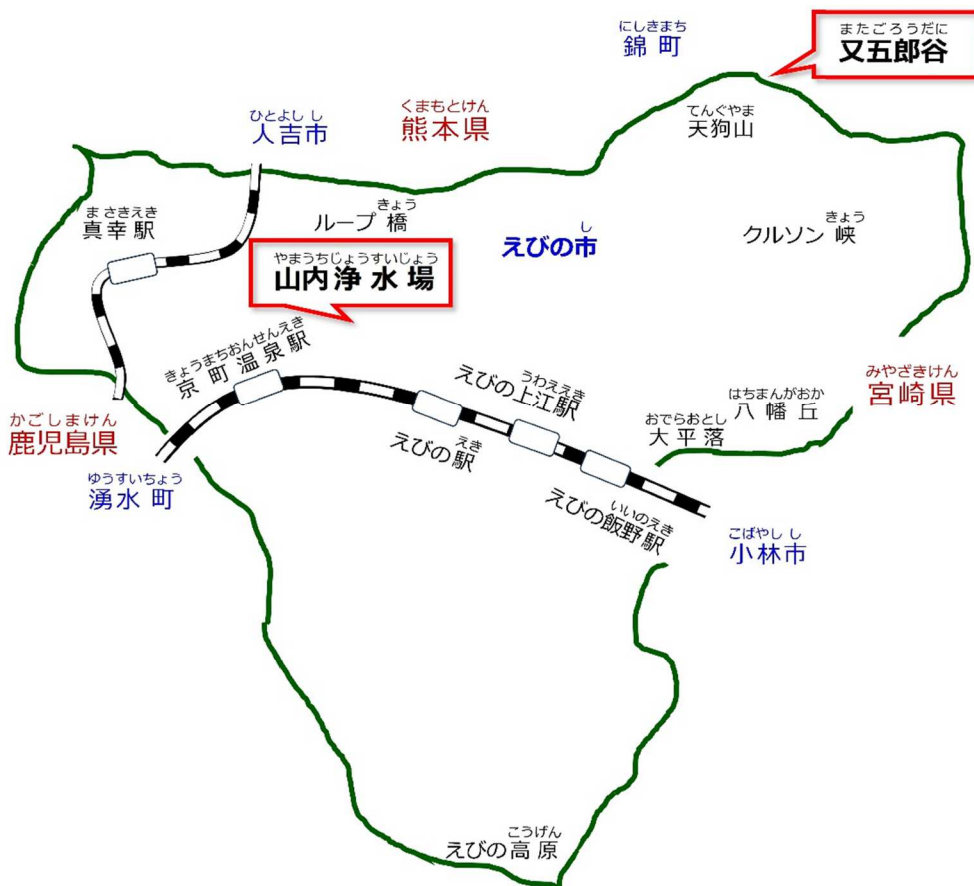 にしきまち
錦町
またごろうだに
又五郎谷
ひとよしし
人吉市
くまもとけん
熊本県
てんぐやま
天狗山
まさきえき
真幸駅
きょう
ループ橋
し
えびの市
きょう
クルソン峡
やまうちじょうすいじょう
山内浄水場
きょうまちおんせんえき
京町温泉駅
うわええき
えびの上江駅
えき
えびの駅
おでらおとし
大平落
はちまんがおか
八幡丘
みやざきけん
宮崎県
かごしまけん
鹿児島県
ゆうすいちょう
湧水町
いいのえき
えびの飯野駅
こばやしし
小林市
こうげん
えびの高原